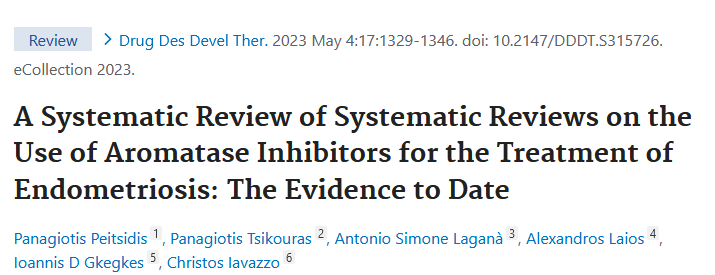 Review > Drug Des Devel Ther. 2023 May 4:17:1329-1346. doi: 10.2147/DDDT.S315726.
eCollection 2023.
A Systematic Review of Systematic Reviews on the
Use of Aromatase Inhibitors for the Treatment of
Endometriosis: The Evidence to Date
Panagiotis Peitsidis 1, Panagiotis Tsikouras 2, Antonio Simone Laganà 3, Alexandros Laios 4,
Ioannis D Gkegkes 5, Christos Iavazzo 6